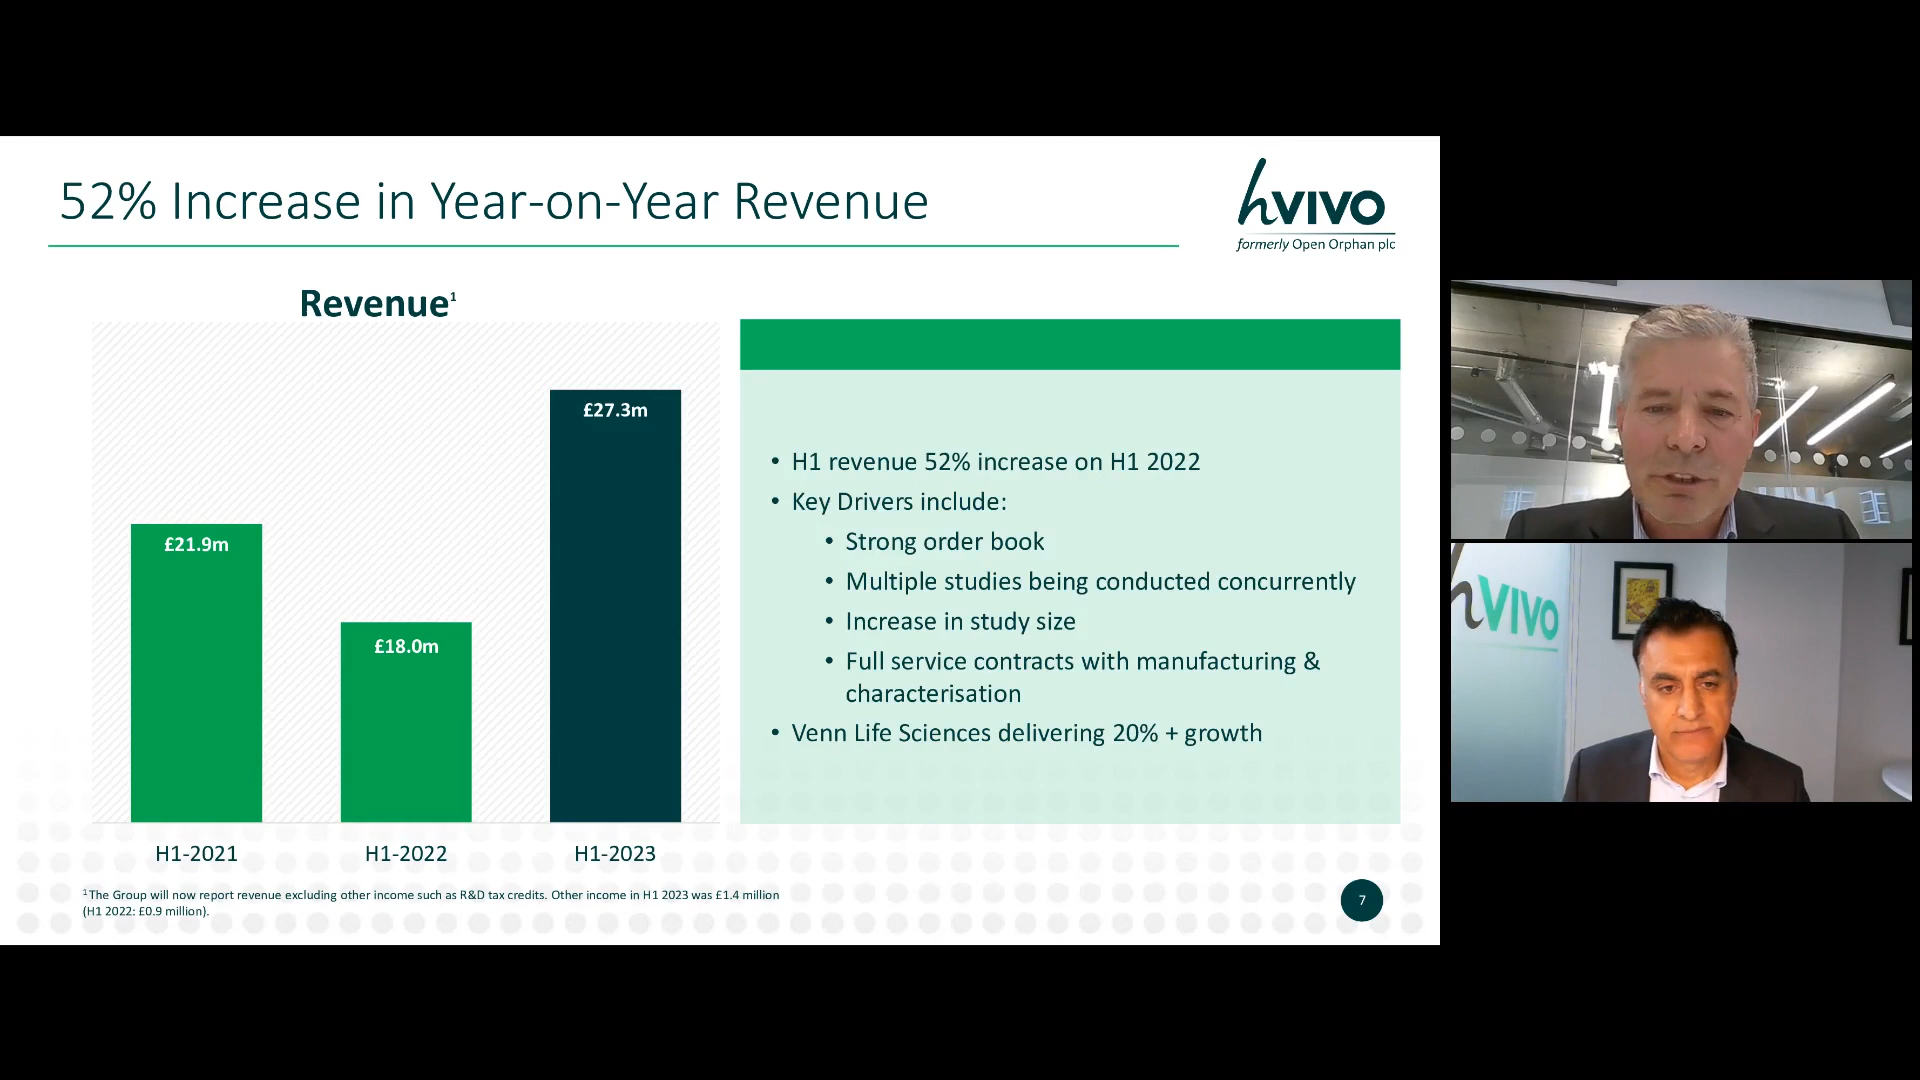 52% Increase in Year-on-Year Revenue
hVIVO
formerly Open Orphan plc
Revenue¹
£21.9m
£18.0m
£27.3m
H1-2021
H1-2022
H1-2023
• H1 revenue 52% increase on H1 2022
• Key Drivers include:
• Strong order book
• Multiple studies being conducted concurrently
• Increase in study size
• Full service contracts with manufacturing &
characterisation
• Venn Life Sciences delivering 20% + growth
¹ The Group will now report revenue excluding other income such as R&D tax credits. Other income in H1 2023 was £1.4 million
(H1 2022: £0.9 million).
7
hVIVO